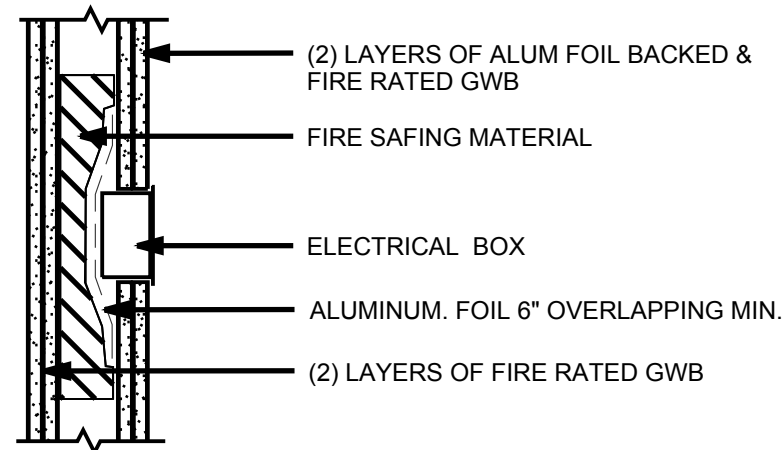 (2) LAYERS OF ALUM FOIL BACKED &
FIRE RATED GWB
FIRE SAFING MATERIAL
ELECTRICAL BOX
ALUMINUM. FOIL 6" OVERLAPPING MIN.
(2) LAYERS OF FIRE RATED GWB